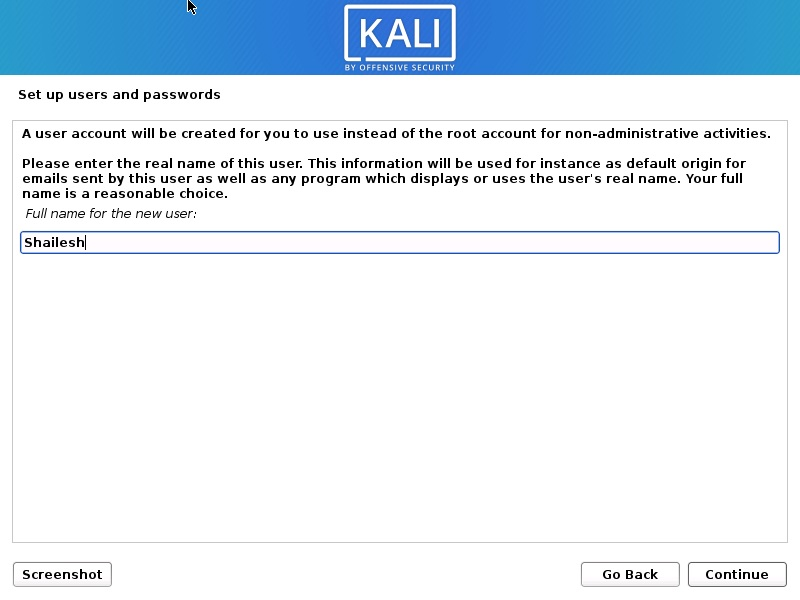 KALI
BY OFFENSIVE SECURITY
Set up users and passwords
A user account will be created for you to use instead of the root account for non-administrative activities.
Please enter the real name of this user. This information will be used for instance as default origin for
emails sent by this user as well as any program which displays or uses the user's real name. Your full
name is a reasonable choice.
Full name for the new user:
Shailesh
Screenshot
Go Back
Continue